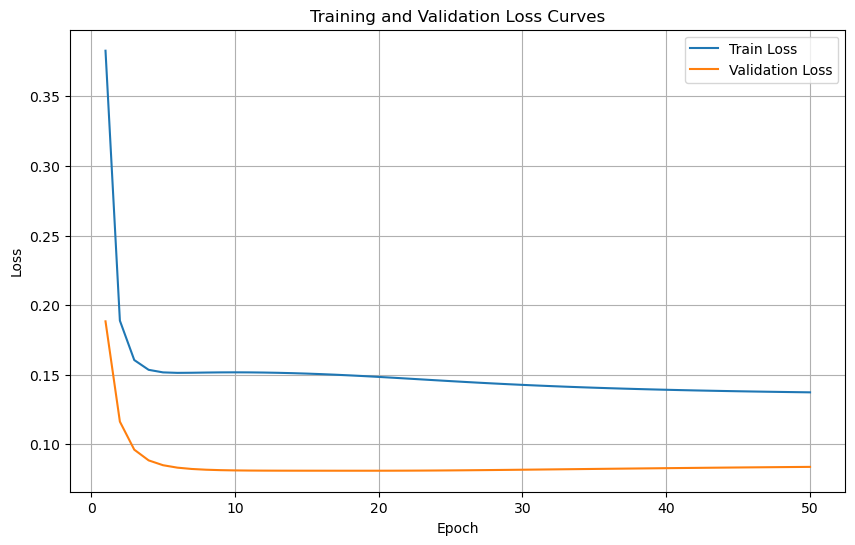 Training and Validation Loss Curves
Train Loss
Validation Loss
Loss
0.35
0.30
0.25
0.20
0.15
0.10
0
10
20
30
40
50
Epoch